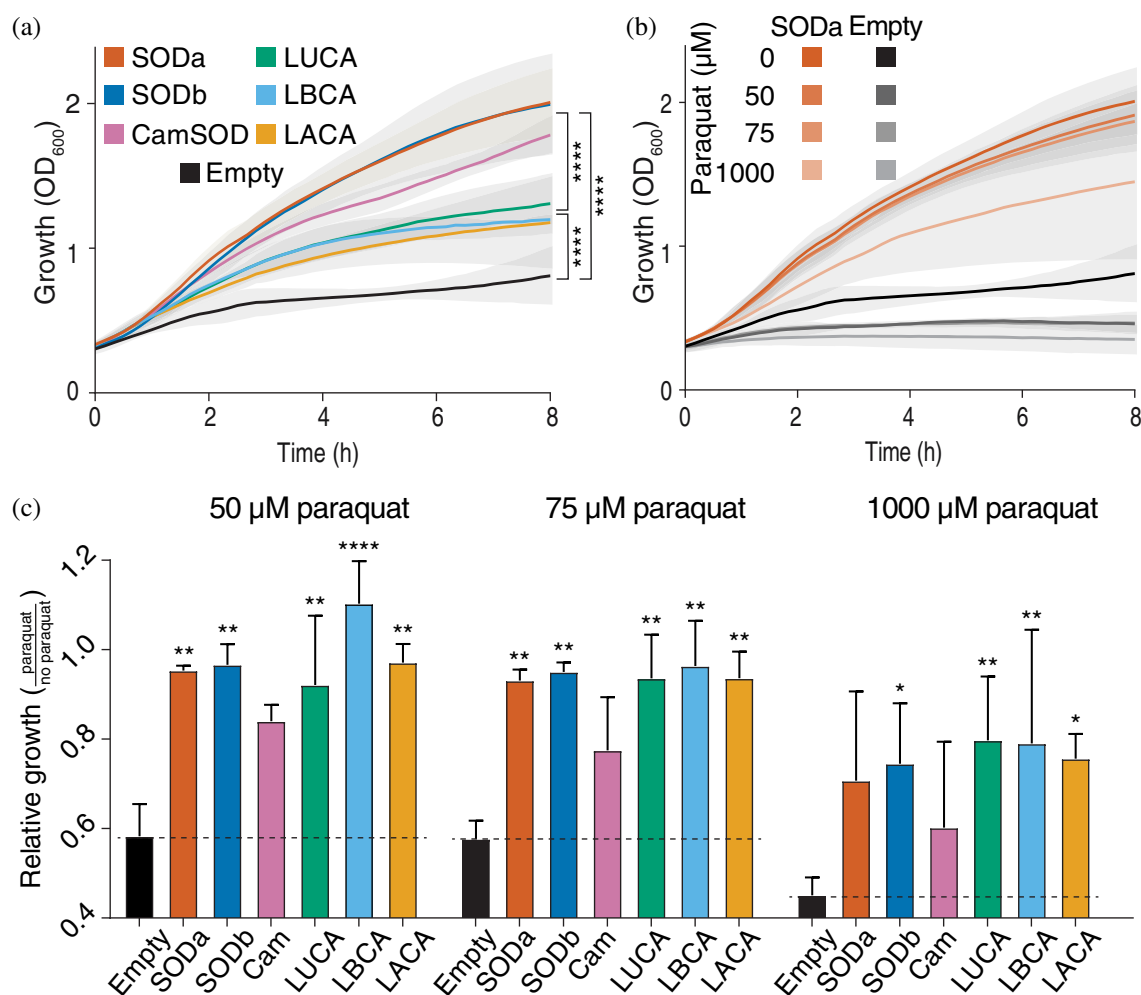 (a)
SODa LUCA
SODb LBCA
CamSOD LACA
Empty
Growth (OD600)
2
1
0
0 2 4 6 8
Time (h)
****
****
****
(b)
SODa Empty
Paraquat (μM)
0
50
75
1000
Growth (OD600)
2
1
0
0 2 4 6 8
Time (h)
(c)
50 μM paraquat 75 μM paraquat 1000 μM paraquat
Relative growth (paraquat/no paraquat)
1.2
1.0
0.8
0.6
0.4
** ** ** **** **
** ** ** ** **
* ** ** *
Empty SODa SODb Cam LUCA LBCA LACA Empty SODa SODb Cam LUCA LBCA LACA Empty SODa SODb Cam LUCA LBCA LACA